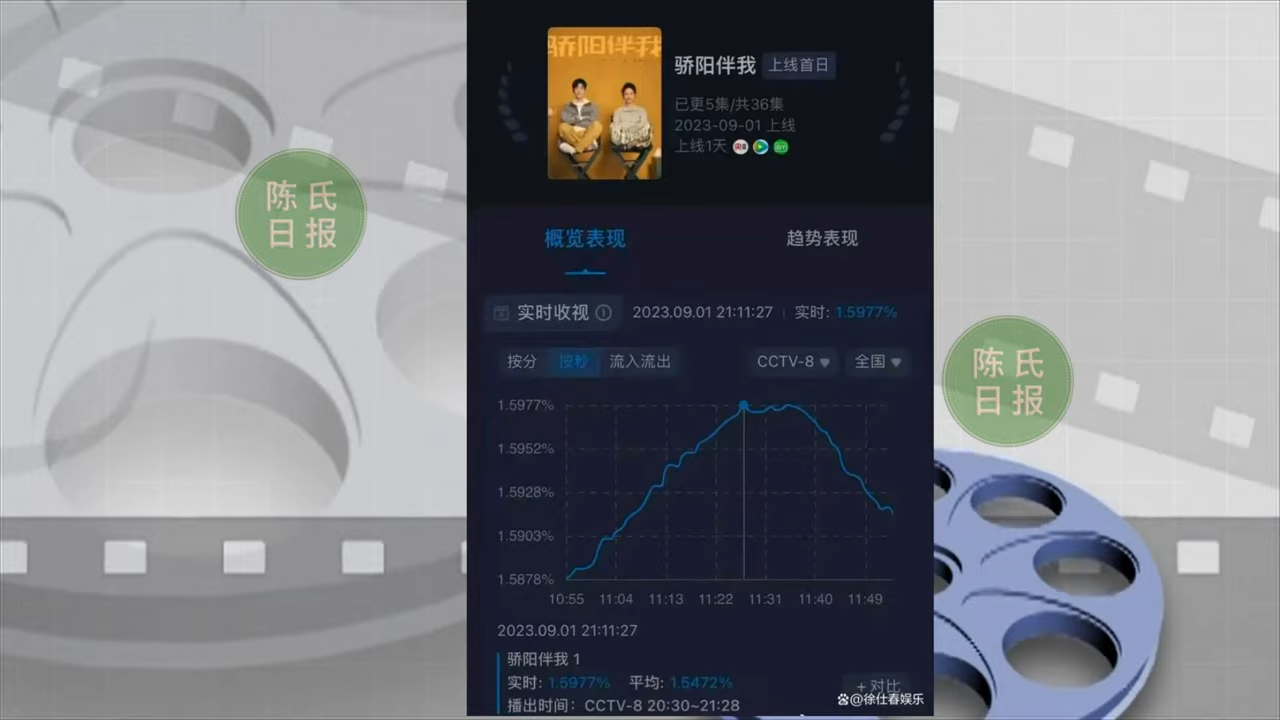 骄阳伴我
骄阳伴我 上线首日
已更5集/共36集
2023-09-01 上线
上线1天
陈氏
日报
概览表现 趋势表现
实时收视 2023.09.01 21:11:27 实时: 1.5977%
按分 按秒 流入流出 CCTV-8 全国
1.5977%
1.5952%
1.5928%
1.5903%
1.5878%
10:55 11:04 11:13 11:22 11:31 11:40 11:49
陈氏
日报
2023.09.01 21:11:27
骄阳伴我 1
实时: 1.5977% 平均: 1.5472%
+ 对比
播出时间: CCTV-8 20:30~21:28
@徐仕春娱乐